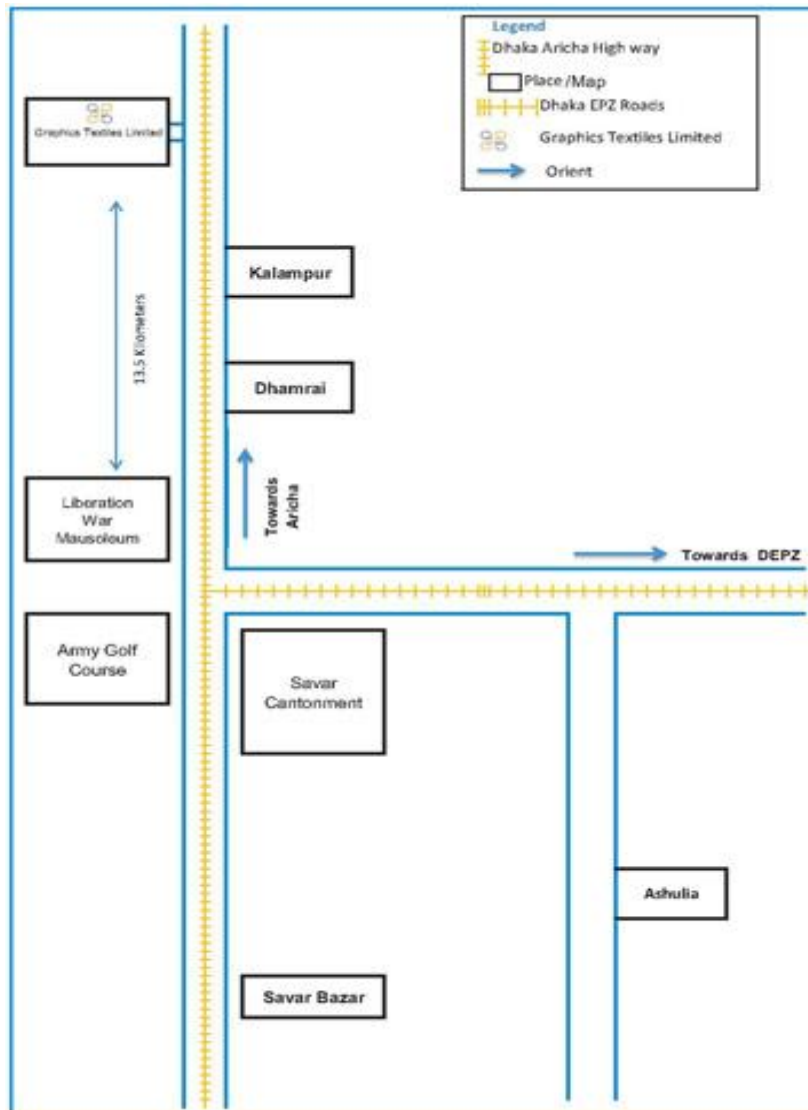 Legend
Dhaka Aricha High way
Place/Map
Dhaka EPZ Roads
Graphics Textiles Limited
Orient
Graphics Textiles Limited
Kalampur
13.5 Kilometers
Dhamrai
Towards
Aricha
Liberation
War
Mausoleum
Towards DEPZ
Army Golf
Course
Savar
Cantonment
Ashulia
Savar Bazar